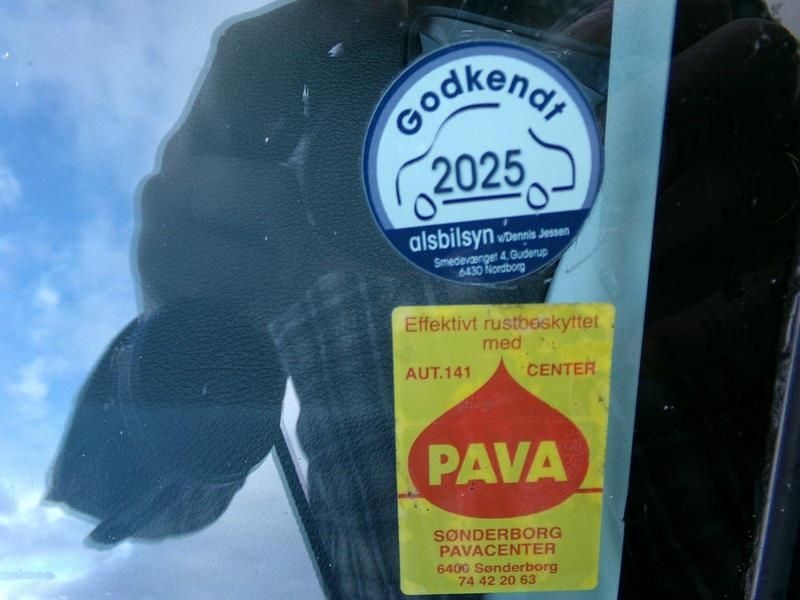 Godkendt
2025
alsbilsyn v/Dennis Jessen
Smedevænget 4, Guderup
6430 Nordborg
Effektivt rustbeskyttet
med
AUT.141 CENTER
PAVA
SØNDERBORG
PAVACENTER
6400 Sønderborg
74 42 20 63